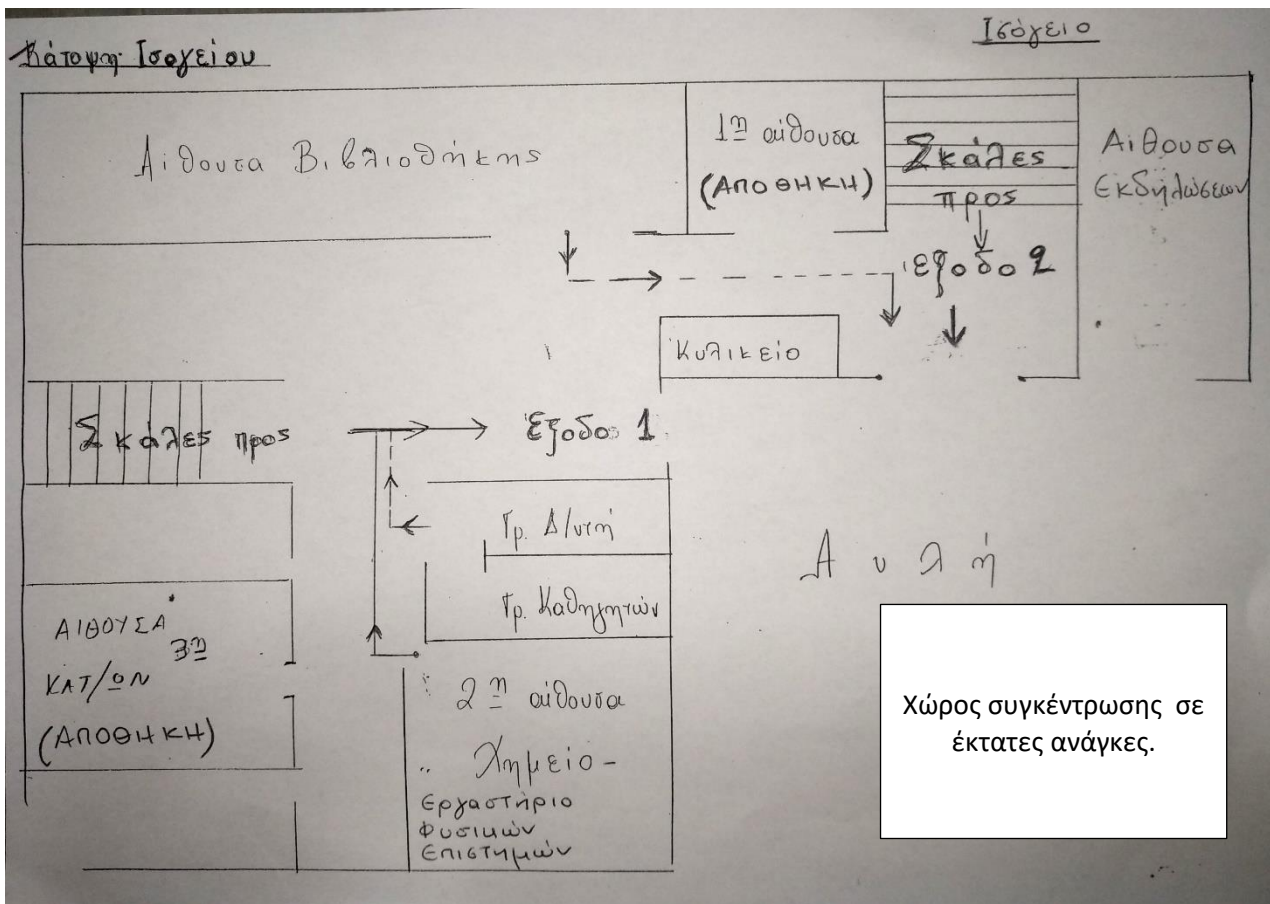 Κάτοψη Ισογείου
Ισόγειο
Αίθουσα Βιβλιοθήκης
1η αίθουσα
(ΑΠΟΘΗΚΗ)
Σκάλες
προς
έξοδο 2
Αίθουσα
Εκδηλώσεων
Κυλικείο
Σκάλες προς
έξοδο 1
Γρ. Δ/ντή
Γρ. Καθηγητών
Αυλή
ΑΙΘΟΥΣΑ
3η
ΚΑΤ/ΩΝ
(ΑΠΟΘΗΚΗ)
2η αίθουσα
Χημείο -
Εργαστήριο
Φυσικών
Επιστημών
Χώρος συγκέντρωσης σε
έκτατες ανάγκες.